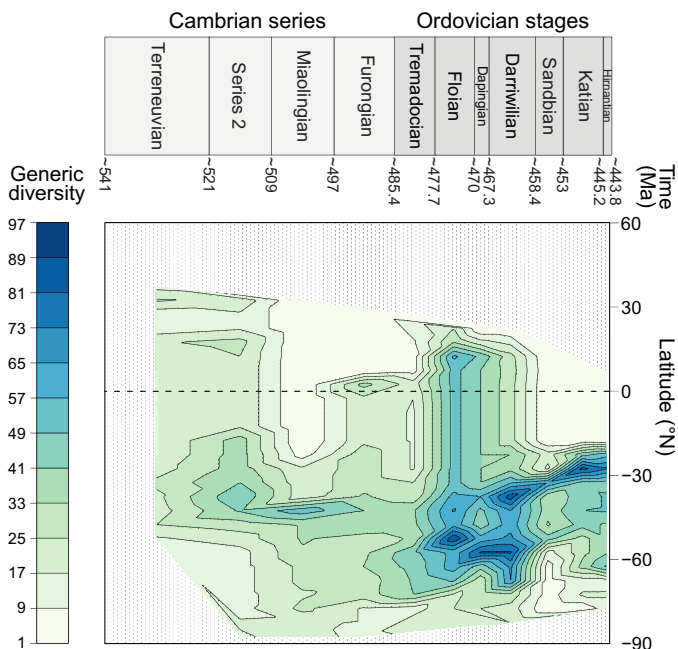 Cambrian series
Ordovician stages
Terreneuvian
Series 2
Miaolingian
Furongian
Tremadocian
Floian
Dapingian
Darriwilian
Sandbian
Katian
Hirnantian
~541
~521
~509
~497
~485.4
~477.7
~470
~467.3
~458.4
~453
~445.2
~443.8
Time
(Ma)
Generic
diversity
97
89
81
73
65
57
49
41
33
25
17
9
1
60
30
0
−30
−60
−90
Latitude (°N)